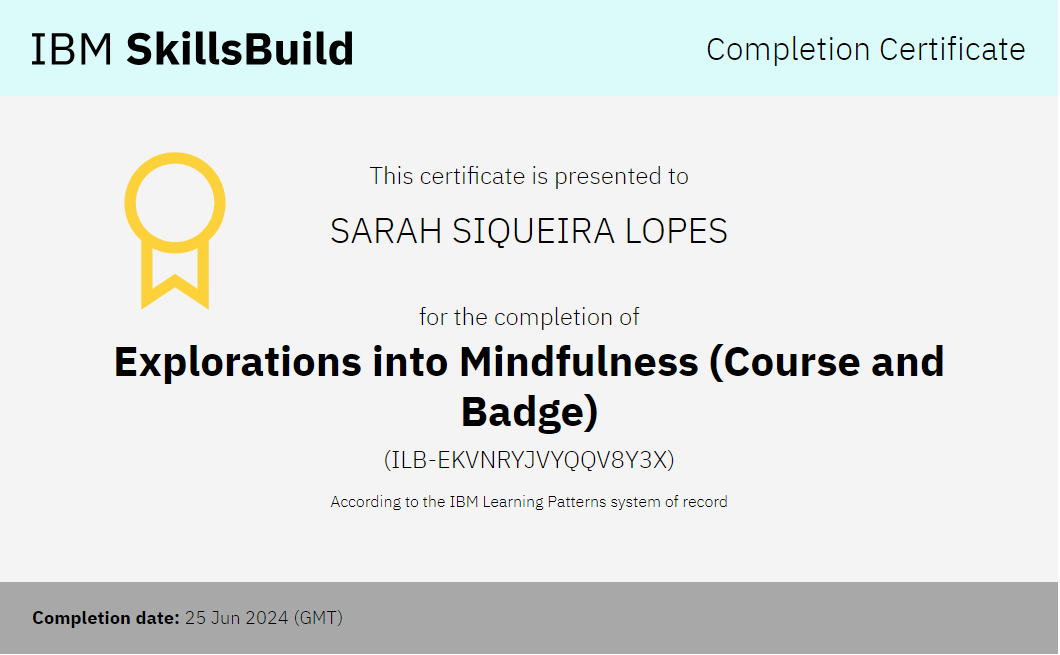 IBM SkillsBuild
Completion Certificate
This certificate is presented to
SARAH SIQUEIRA LOPES
for the completion of
Explorations into Mindfulness (Course and
Badge)
(ILB-EKVNRYJVYQQV8Y3X)
According to the IBM Learning Patterns system of record
Completion date: 25 Jun 2024 (GMT)